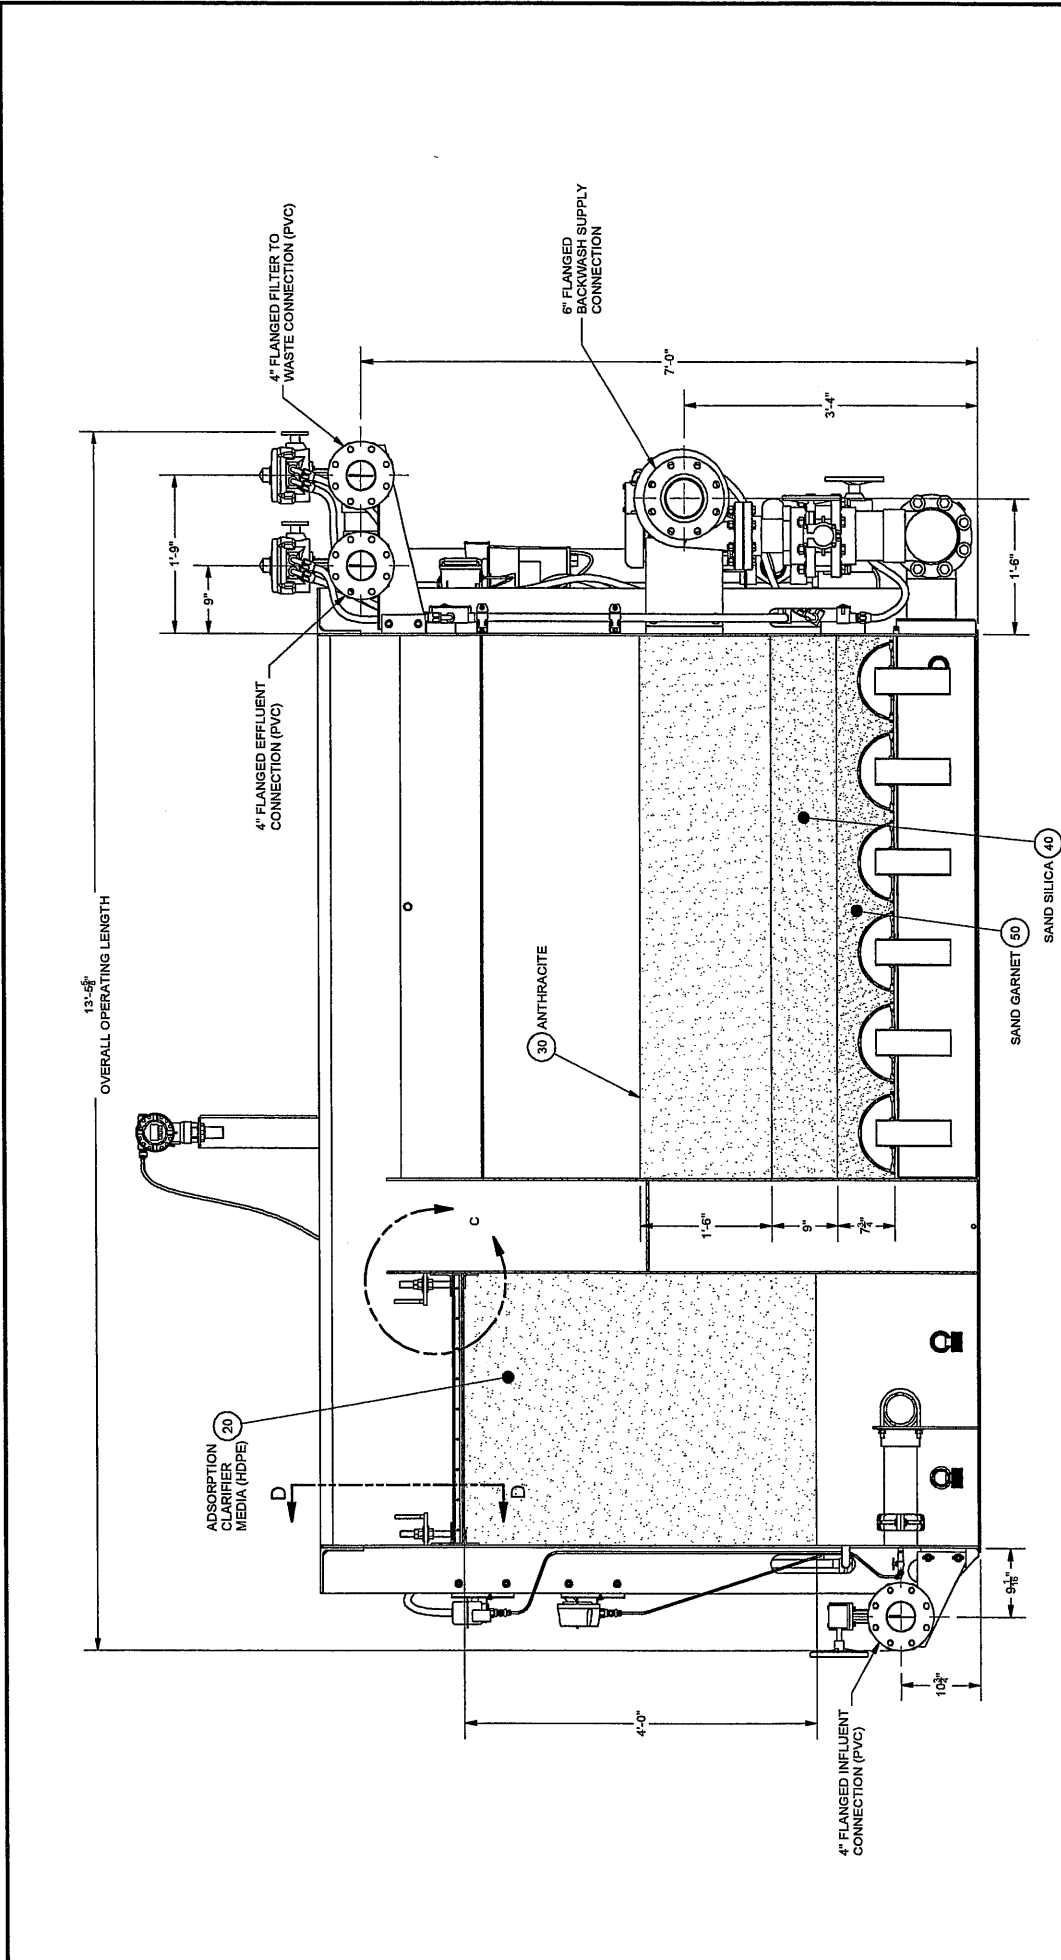 13'-5⅝"
OVERALL OPERATING LENGTH
1'-9"
9"
4" FLANGED FILTER TO
WASTE CONNECTION (PVC)
4" FLANGED EFFLUENT
CONNECTION (PVC)
6" FLANGED
BACKWASH SUPPLY
CONNECTION
7'-0"
3'-4"
1'-6"
ADSORPTION
CLARIFIER
MEDIA (HDPE)
20
D
D
C
30 ANTHRACITE
1'-6"
9"
7¾"
4'-0"
4" FLANGED INFLUENT
CONNECTION (PVC)
10¾"
9 1/16"
SAND GARNET 50
SAND SILICA 40